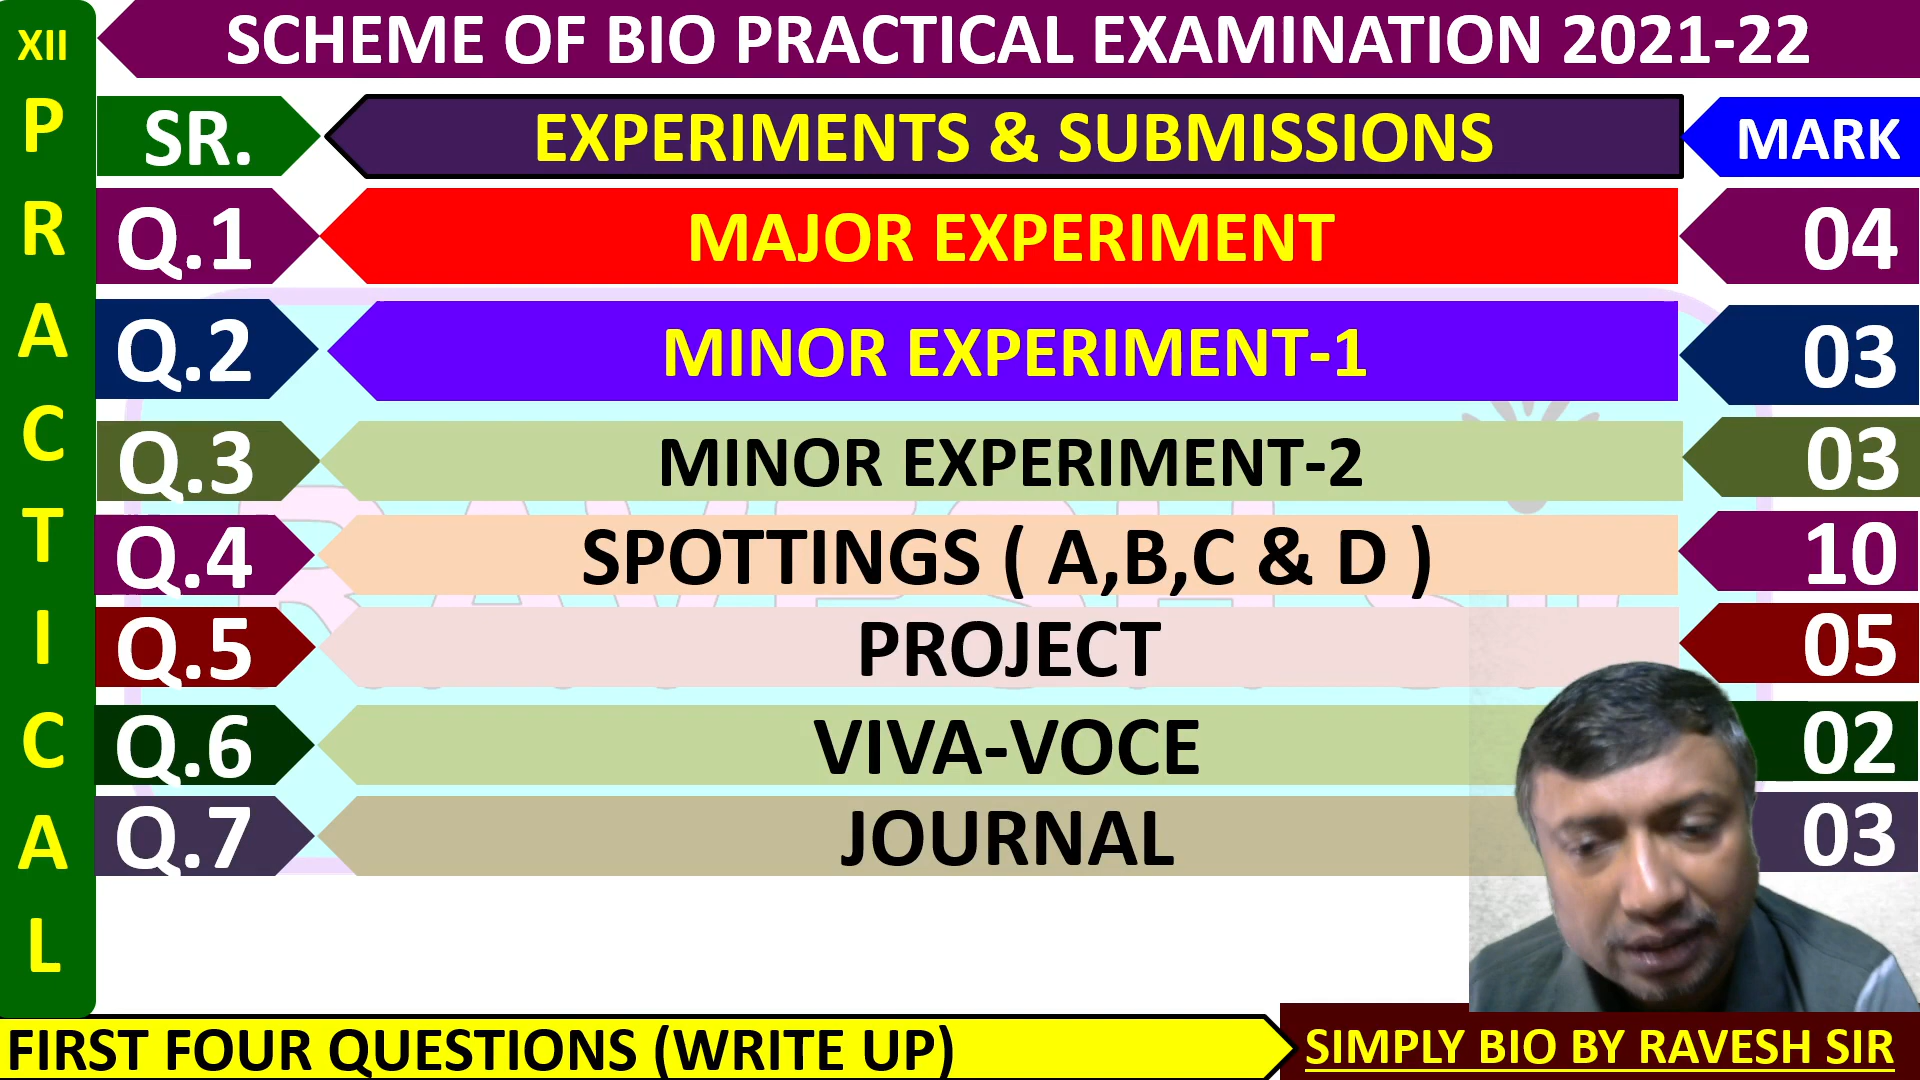 SCHEME OF BIO PRACTICAL EXAMINATION 2021-22
XII
PRACTICAL
SR. EXPERIMENTS & SUBMISSIONS MARK
Q.1 MAJOR EXPERIMENT 04
Q.2 MINOR EXPERIMENT-1 03
Q.3 MINOR EXPERIMENT-2 03
Q.4 SPOTTINGS ( A,B,C & D ) 10
Q.5 PROJECT 05
Q.6 VIVA-VOCE 02
Q.7 JOURNAL 03
FIRST FOUR QUESTIONS (WRITE UP)
SIMPLY BIO BY RAVESH SIR